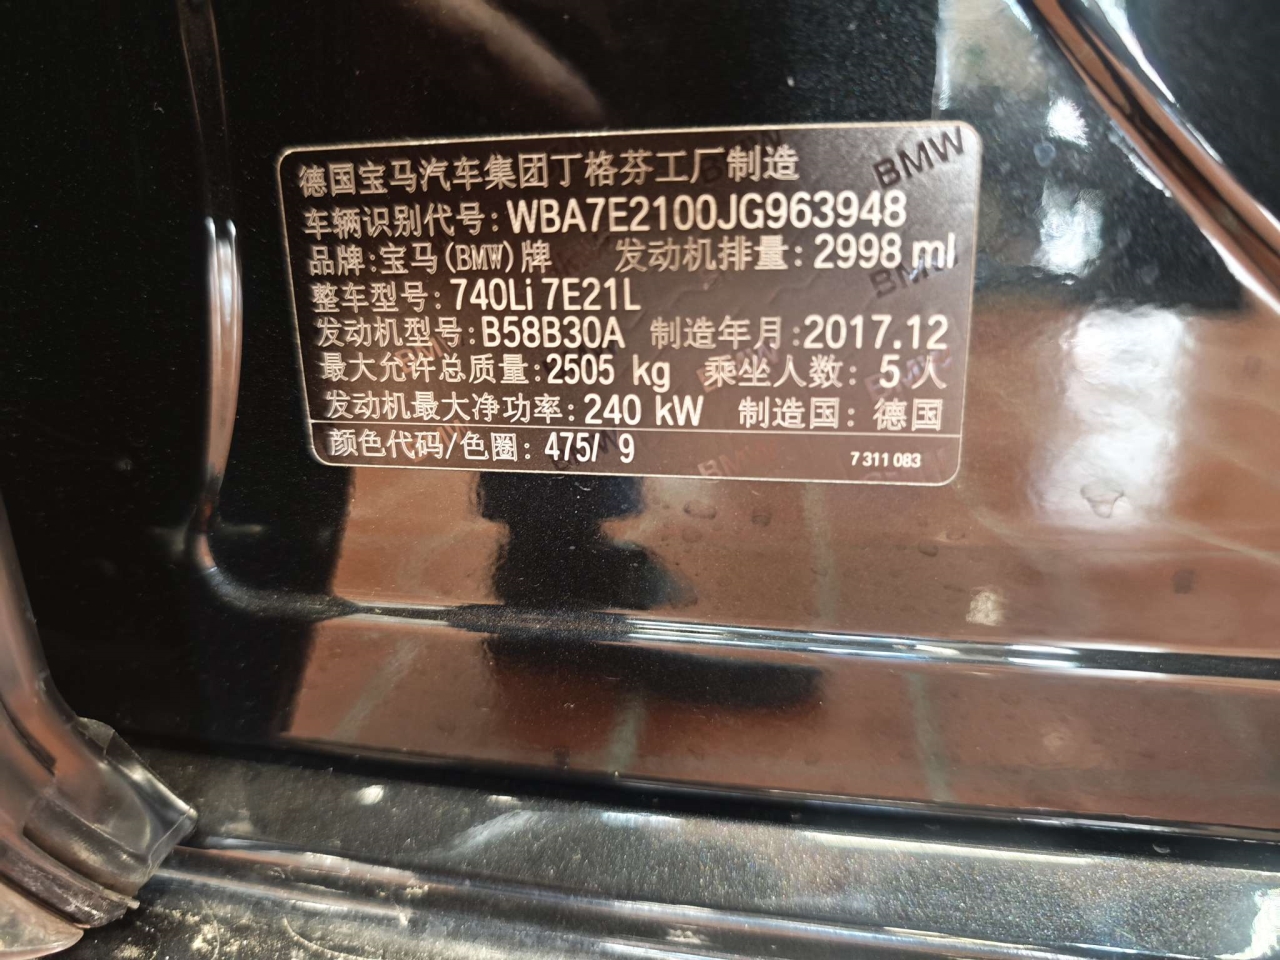 德国宝马汽车集团丁格芬工厂制造
车辆识别代号:WBA7E2100JG963948
品牌:宝马(BMW)牌 发动机排量:2998 ml
整车型号:740Li 7E21L
发动机型号:B58B30A 制造年月:2017.12
最大允许总质量:2505 kg 乘坐人数: 5 人
发动机最大净功率:240 kW 制造国: 德国
颜色代码/色圈: 475/ 9
7 311 083
BMW